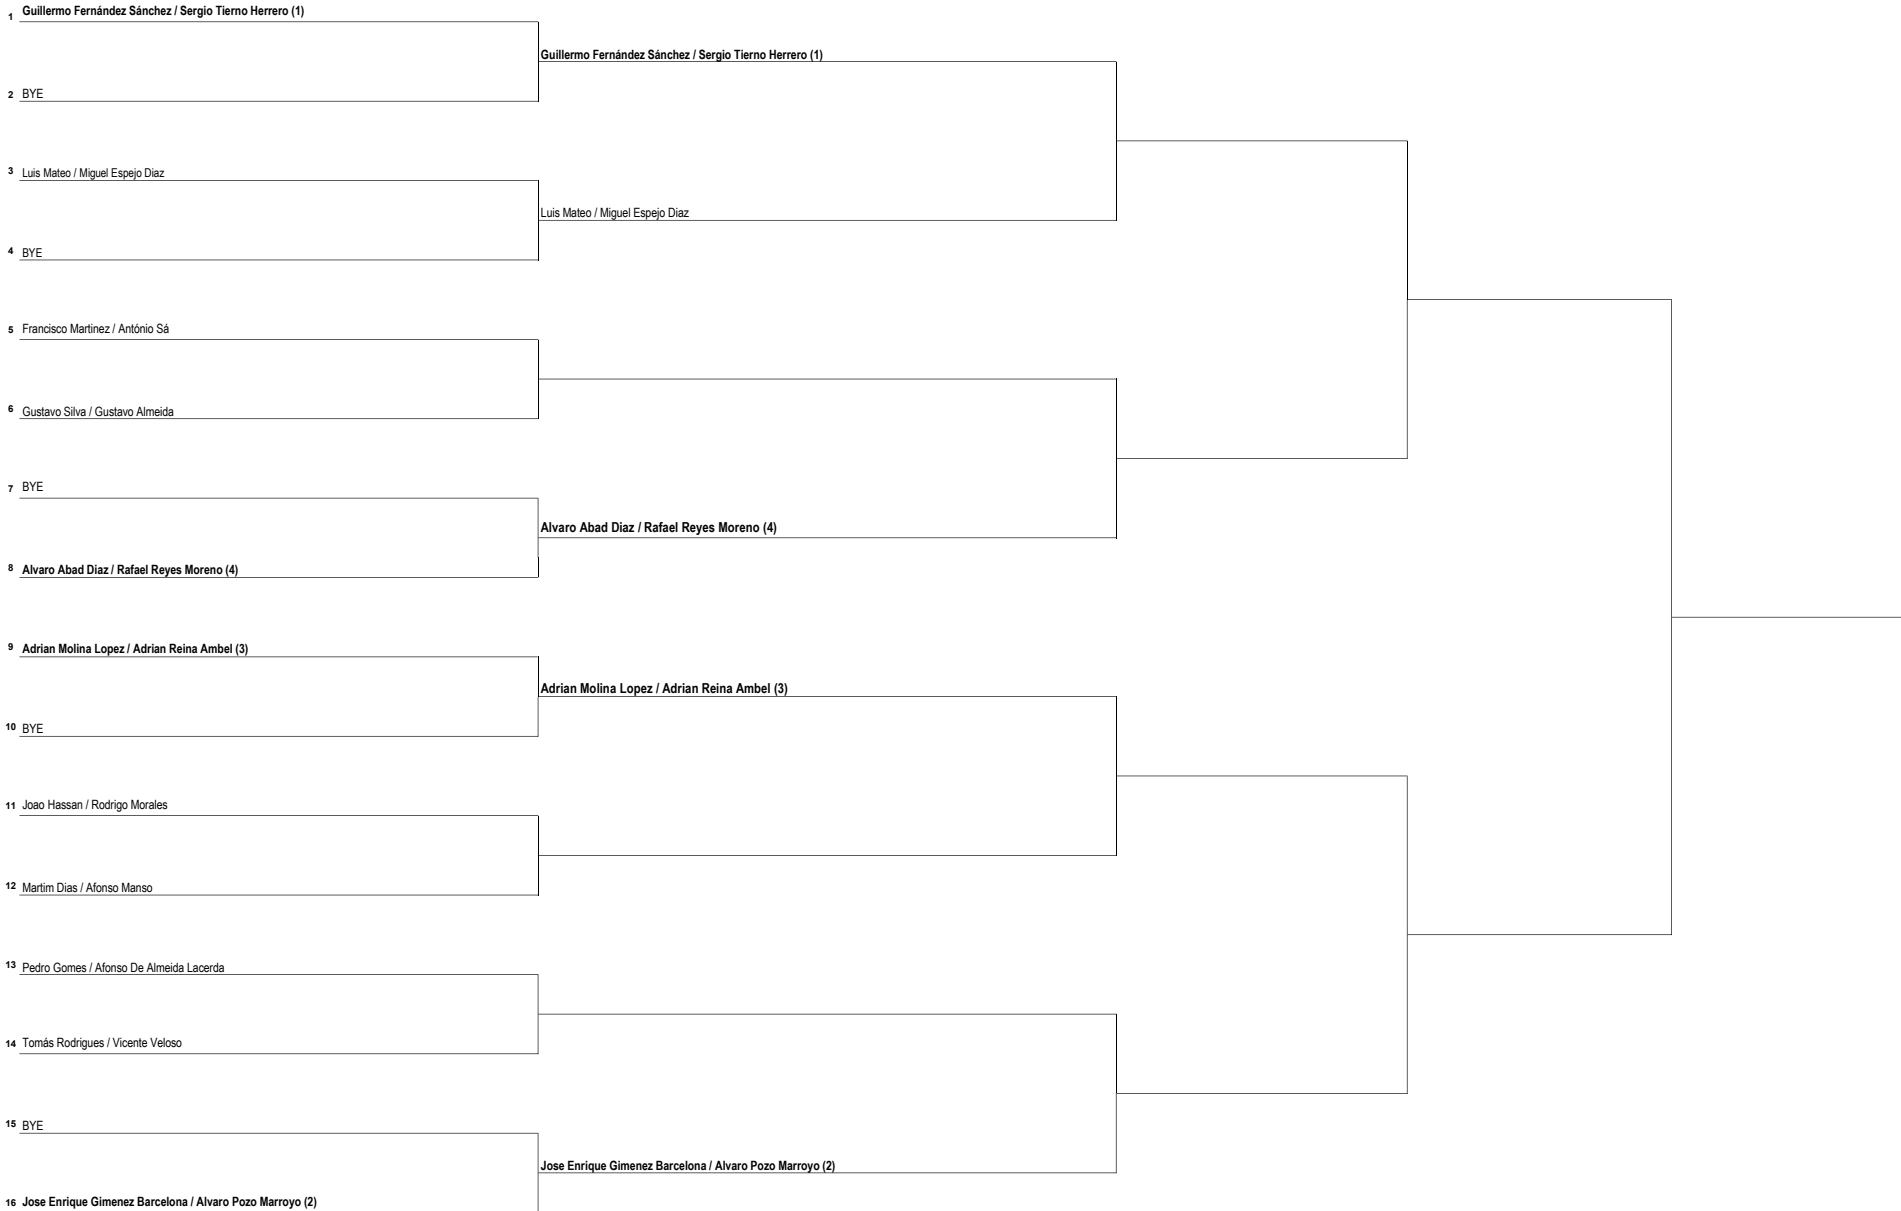 1 Guillermo Fernández Sánchez / Sergio Tierno Herrero (1)
Guillermo Fernández Sánchez / Sergio Tierno Herrero (1)
2 BYE
3 Luis Mateo / Miguel Espejo Diaz
Luis Mateo / Miguel Espejo Diaz
4 BYE
5 Francisco Martinez / António Sá
6 Gustavo Silva / Gustavo Almeida
7 BYE
Alvaro Abad Diaz / Rafael Reyes Moreno (4)
8 Alvaro Abad Diaz / Rafael Reyes Moreno (4)
9 Adrian Molina Lopez / Adrian Reina Ambel (3)
Adrian Molina Lopez / Adrian Reina Ambel (3)
10 BYE
11 Joao Hassan / Rodrigo Morales
12 Martim Dias / Afonso Manso
13 Pedro Gomes / Afonso De Almeida Lacerda
14 Tomás Rodrigues / Vicente Veloso
15 BYE
Jose Enrique Gimenez Barcelona / Alvaro Pozo Marroyo (2)
16 Jose Enrique Gimenez Barcelona / Alvaro Pozo Marroyo (2)